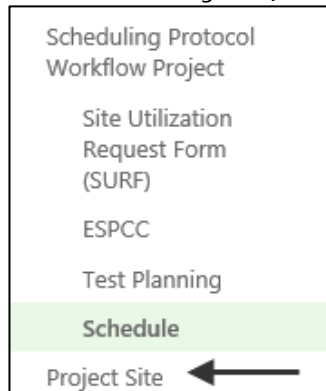 Scheduling Protocol
Workflow Project
Site Utilization
Request Form
(SURF)
ESPCC
Test Planning
Schedule
Project Site